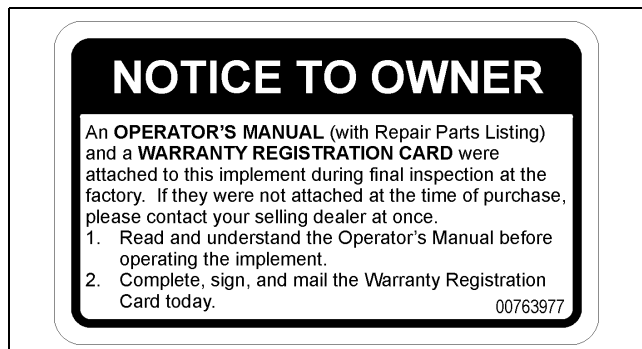 NOTICE TO OWNER
An OPERATOR'S MANUAL (with Repair Parts Listing)
and a WARRANTY REGISTRATION CARD were
attached to this implement during final inspection at the
factory.  If they were not attached at the time of purchase,
please contact your selling dealer at once.
1. Read and understand the Operator's Manual before
operating the implement.
2. Complete, sign, and mail the Warranty Registration
Card today.
00763977